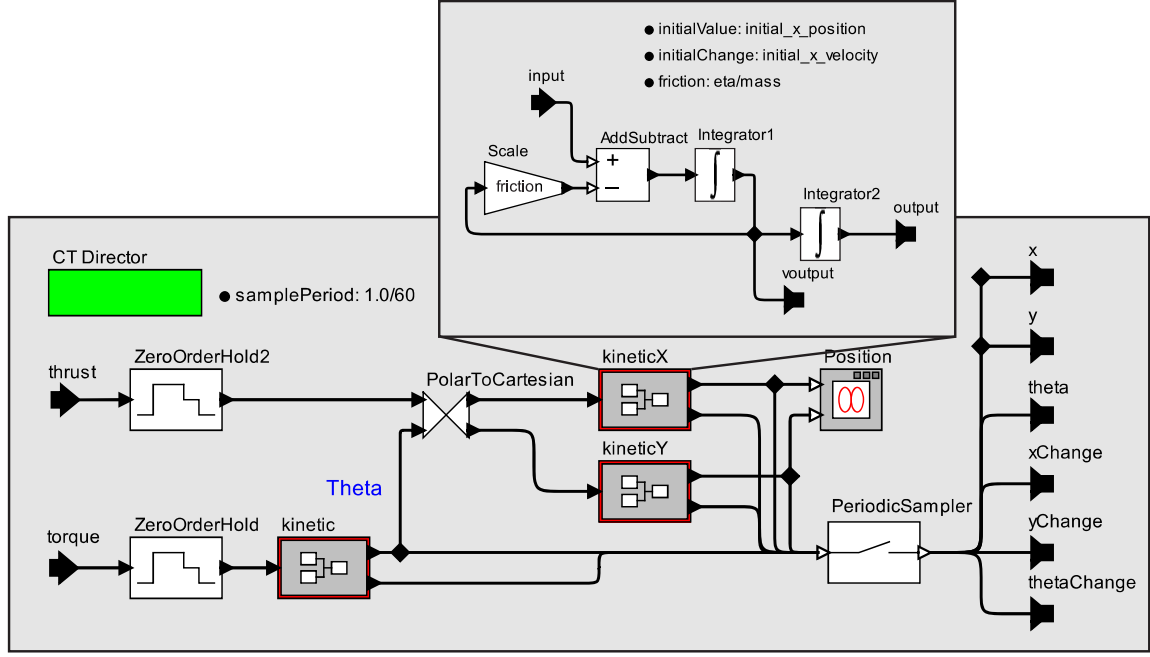 initialValue: initial_x_position
initialChange: initial_x_velocity
friction: eta/mass
input
AddSubtract
Integrator1
Scale
friction
+
−
∫
Integrator2
∫
output
voutput
CT Director
samplePeriod: 1.0/60
x
y
thrust
ZeroOrderHold2
PolarToCartesian
kineticX
Position
theta
kineticY
xChange
Theta
PeriodicSampler
torque
ZeroOrderHold
kinetic
yChange
thetaChange